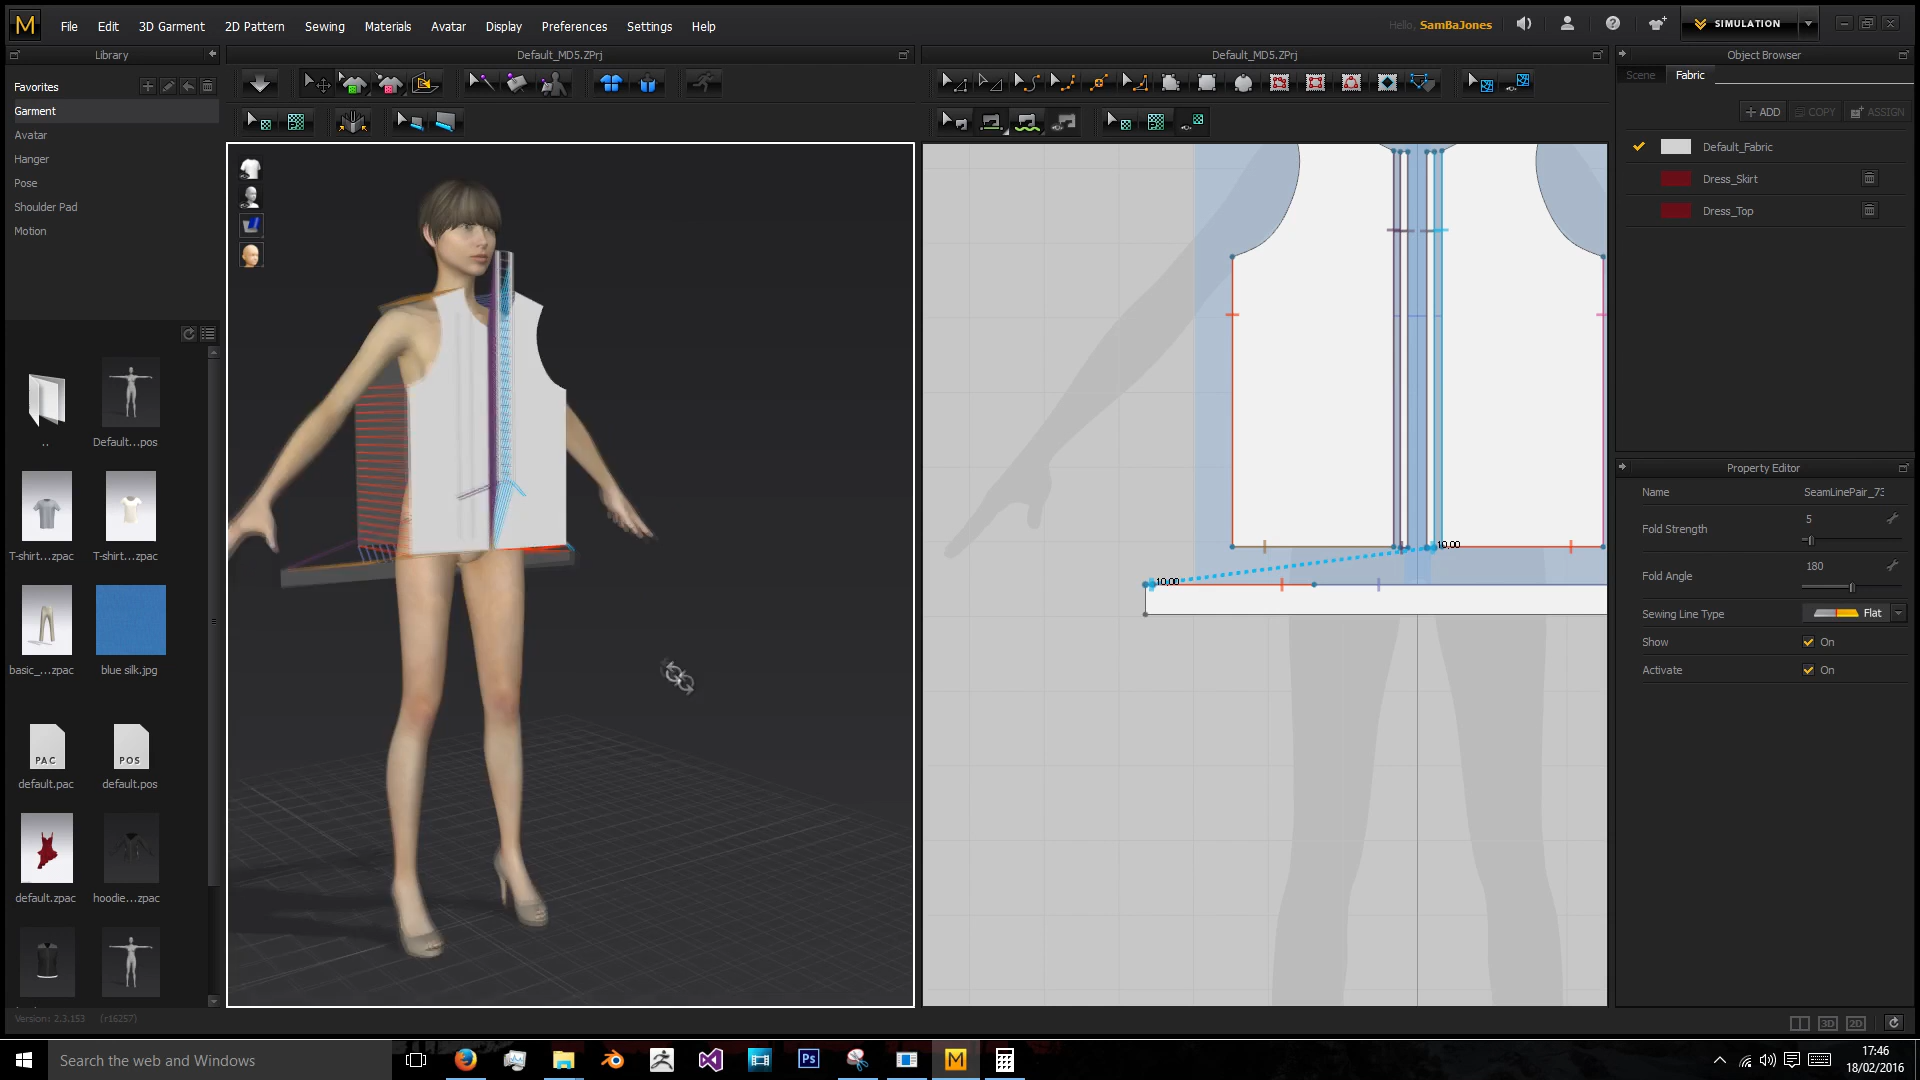 M File Edit 3D Garment 2D Pattern Sewing Materials Avatar Display Preferences Settings Help
Hello, SamBaJones
SIMULATION
Library
Default_MD5.ZPrj
Default_MD5.ZPrj
Object Browser
Favorites
Garment
Avatar
Hanger
Pose
Shoulder Pad
Motion
..
Default...pos
T-shirt...zpac
T-shirt...zpac
basic_...zpac
blue silk.jpg
PAC
POS
default.pac
default.pos
default.zpac
hoodie...zpac
Version: 2.3.153 (r16257)
10,00
10,00
Scene Fabric
ADD COPY ASSIGN
Default_Fabric
Dress_Skirt
Dress_Top
Property Editor
Name SeamLinePair_73
Fold Strength 5
Fold Angle 180
Sewing Line Type Flat
Show On
Activate On
3D 2D
Search the web and Windows
Ps
M
17:46
18/02/2016